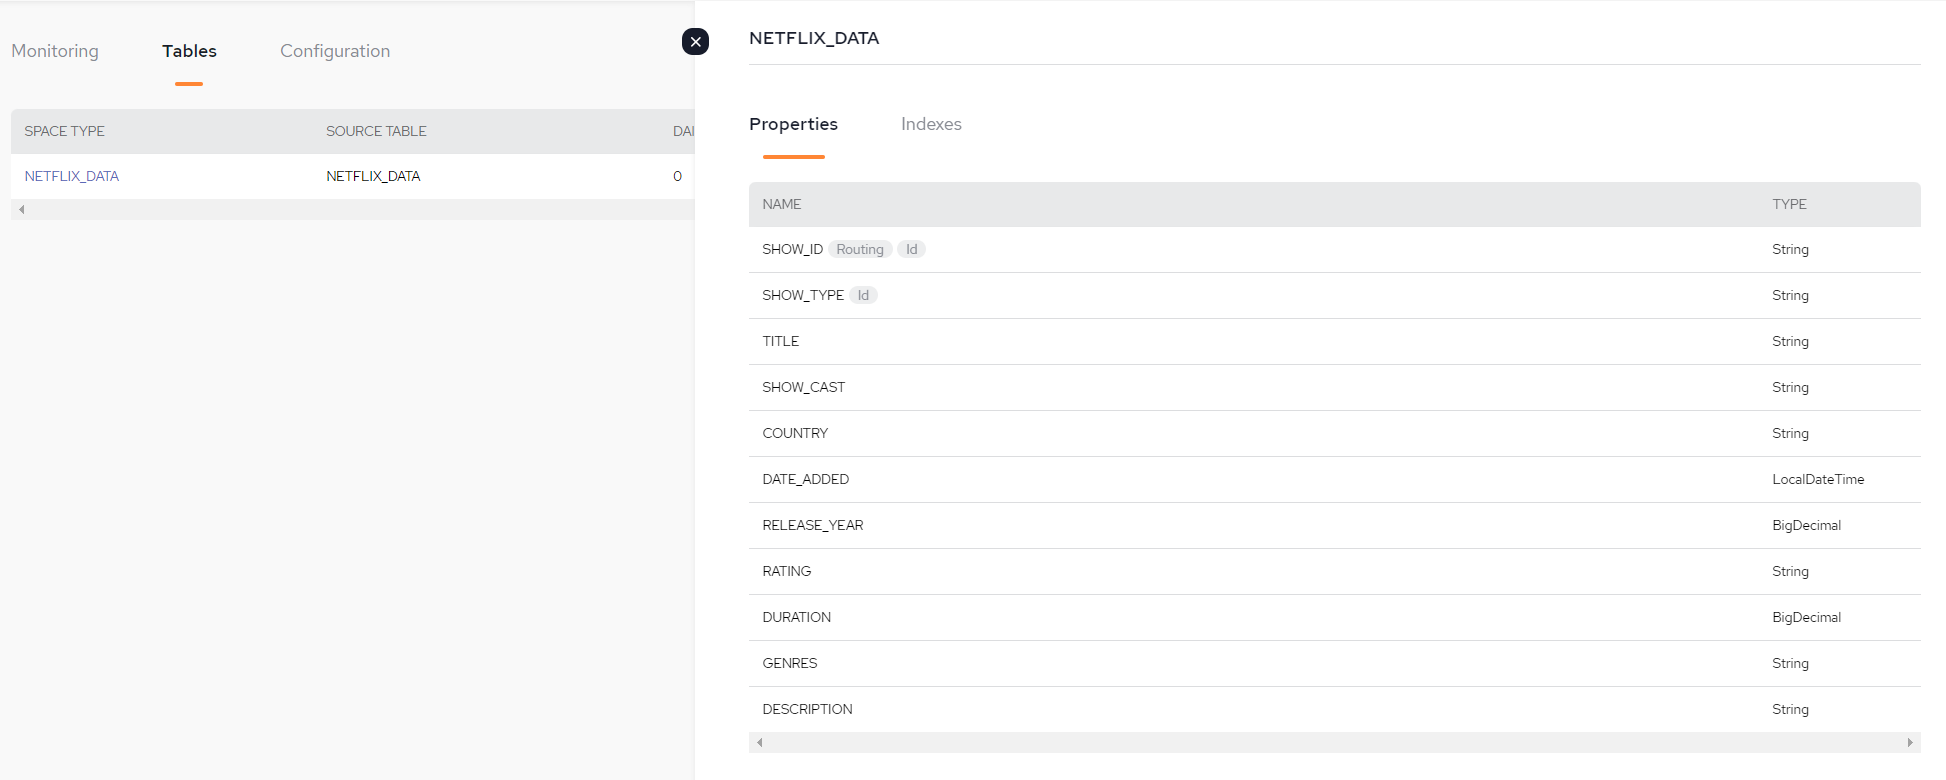 Monitoring Tables Configuration
SPACE TYPE SOURCE TABLE
NETFLIX_DATA NETFLIX_DATA 0
NETFLIX_DATA
Properties Indexes
NAME TYPE
SHOW_ID Routing Id String
SHOW_TYPE Id String
TITLE String
SHOW_CAST String
COUNTRY String
DATE_ADDED LocalDateTime
RELEASE_YEAR BigDecimal
RATING String
DURATION BigDecimal
GENRES String
DESCRIPTION String